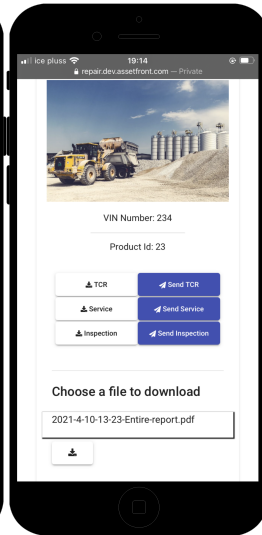 ice pluss 19:14
repair.dev.assetfront.com — Private
VIN Number: 234
Product Id: 23
TCR Send TCR
Service Send Service
Inspection Send Inspection
Choose a file to download
2021-4-10-13-23-Entire-report.pdf